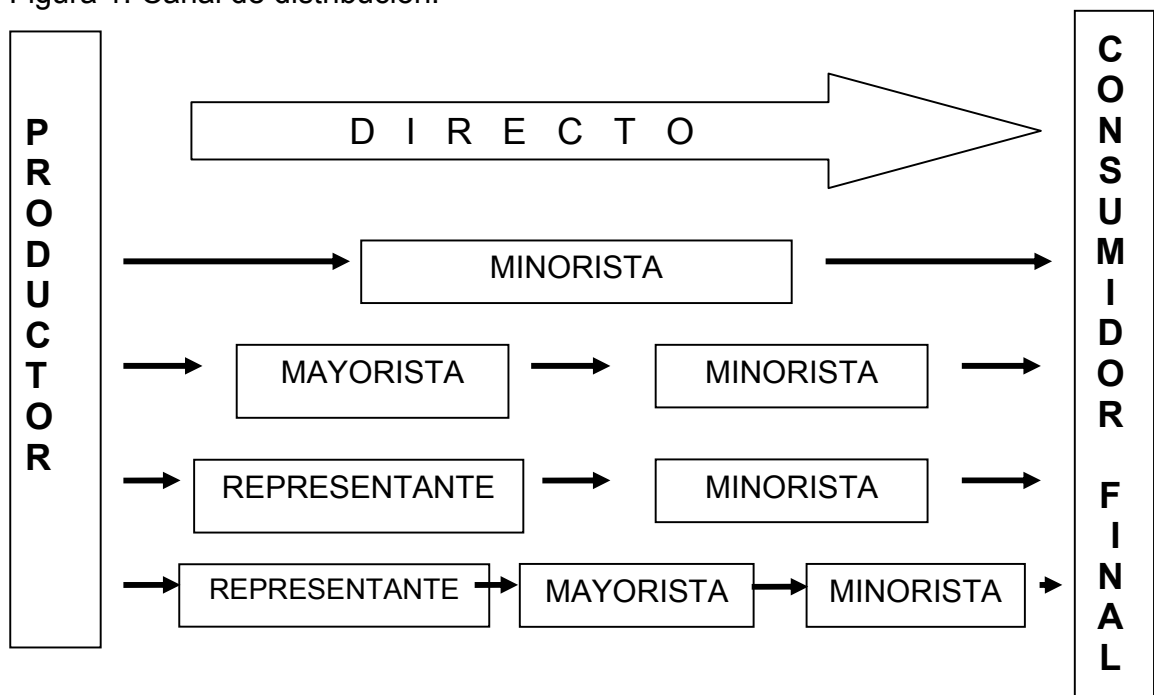 PRODUCTOR
DIRECTO
MINORISTA
MAYORISTA
MINORISTA
REPRESENTANTE
MINORISTA
REPRESENTANTE
MAYORISTA
MINORISTA
CONSUMIDOR FINAL